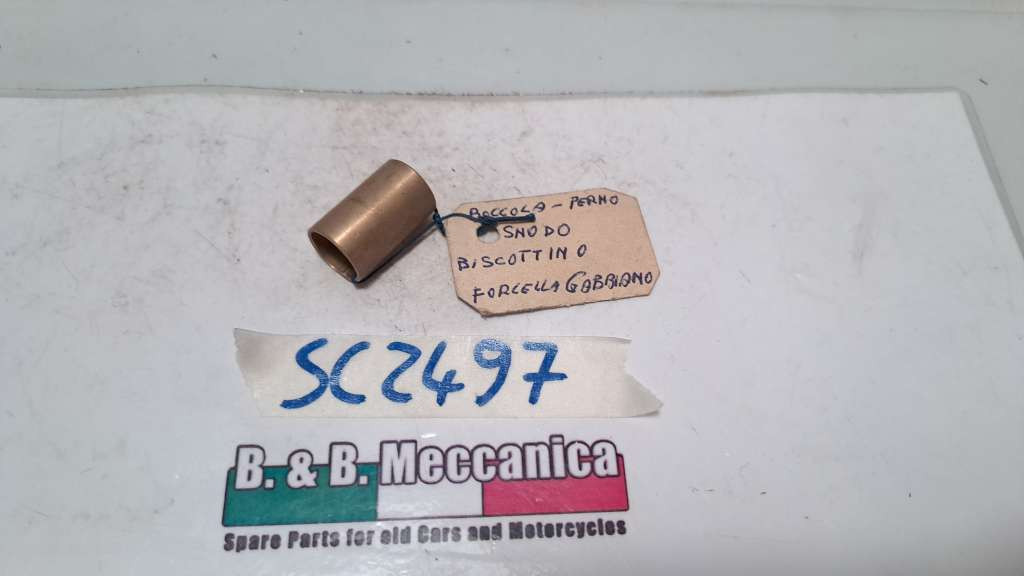 BOCCOLA - PERNO
SNODO
BISCOTTINO
FORCELLA GABBIANO
SC2497
B. & B. Meccanica
Spare Parts for old Cars and Motorcycles